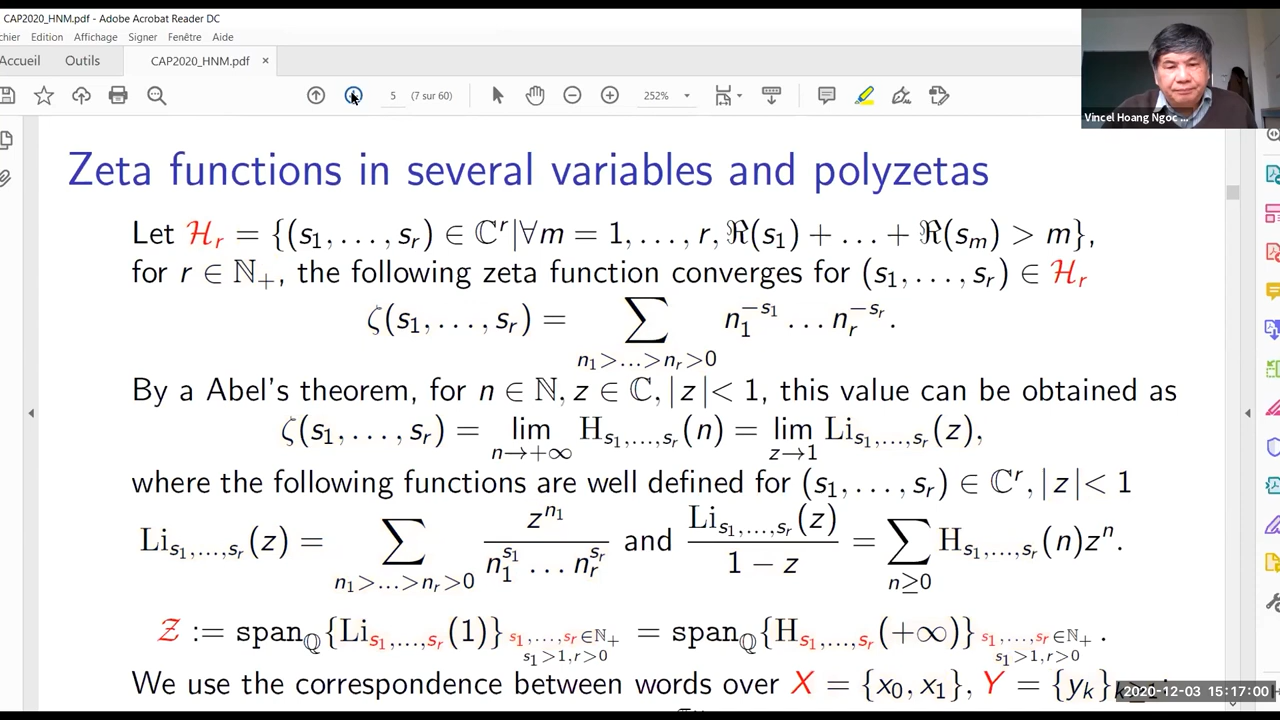 CAP2020_HNM.pdf - Adobe Acrobat Reader DC
chier Edition Affichage Signer Fenêtre Aide
Accueil Outils CAP2020_HNM.pdf ×
5 (7 sur 60) 252%
Vincel Hoang Ngoc ...
Zeta functions in several variables and polyzetas
Let ℋ_r = {(s_1, . . . , s_r) ∈ ℂ^r|∀m = 1, . . . , r, ℜ(s_1) + . . . + ℜ(s_m) > m},
for r ∈ ℕ_+, the following zeta function converges for (s_1, . . . , s_r) ∈ ℋ_r
ζ(s_1, . . . , s_r) = ∑_{n_1>...>n_r>0} n_1^{-s_1} . . . n_r^{-s_r}.
By a Abel's theorem, for n ∈ ℕ, z ∈ ℂ, |z| < 1, this value can be obtained as
ζ(s_1, . . . , s_r) = lim_{n→+∞} H_{s_1,...,s_r}(n) = lim_{z→1} Li_{s_1,...,s_r}(z),
where the following functions are well defined for (s_1, . . . , s_r) ∈ ℂ^r, |z| < 1
Li_{s_1,...,s_r}(z) = ∑_{n_1>...>n_r>0} z^{n_1} / (n_1^{s_1} . . . n_r^{s_r}) and Li_{s_1,...,s_r}(z) / (1 − z) = ∑_{n≥0} H_{s_1,...,s_r}(n)z^n.
𝒵 := span_ℚ{Li_{s_1,...,s_r}(1)}_{s_1,...,s_r∈ℕ_+ s_1>1,r>0} = span_ℚ{H_{s_1,...,s_r}(+∞)}_{s_1,...,s_r∈ℕ_+ s_1>1,r>0}.
We use the correspondence between words over X = {x_0, x_1}, Y = {y_k}
2020-12-03 15:17:00